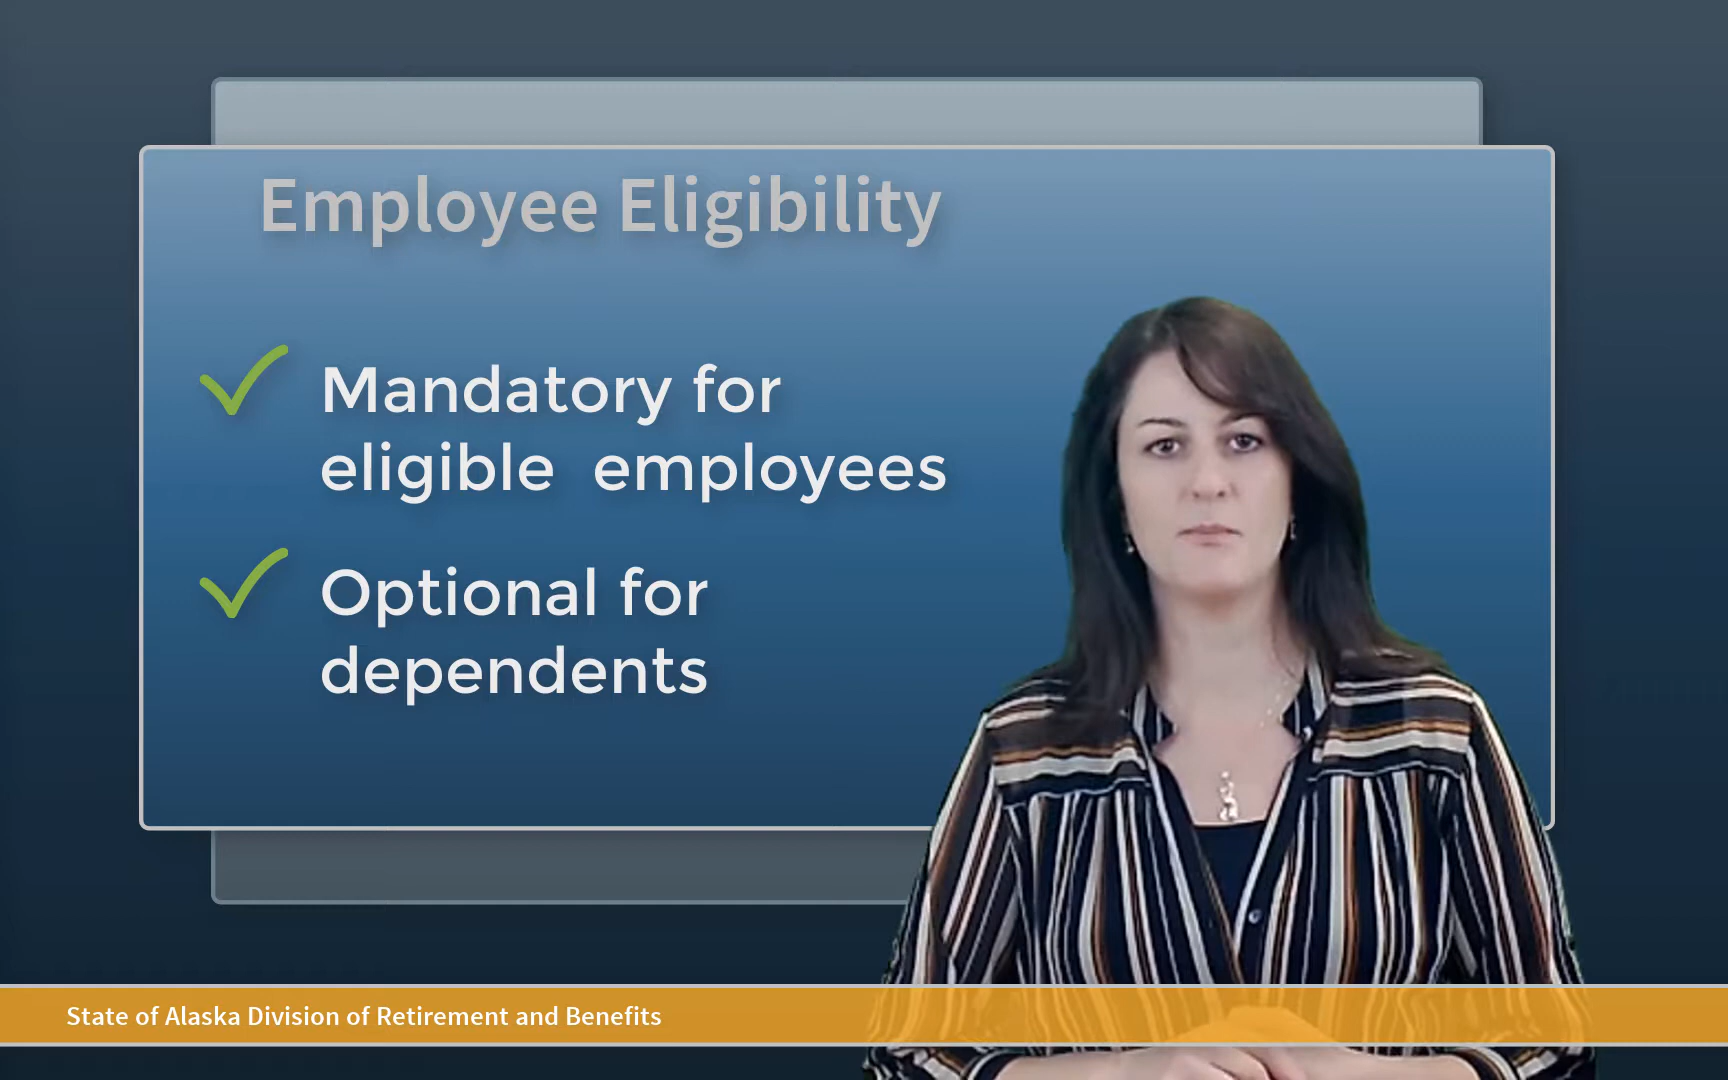 Employee Eligibility
Mandatory for
eligible employees
Optional for
dependents
State of Alaska Division of Retirement and Benefits